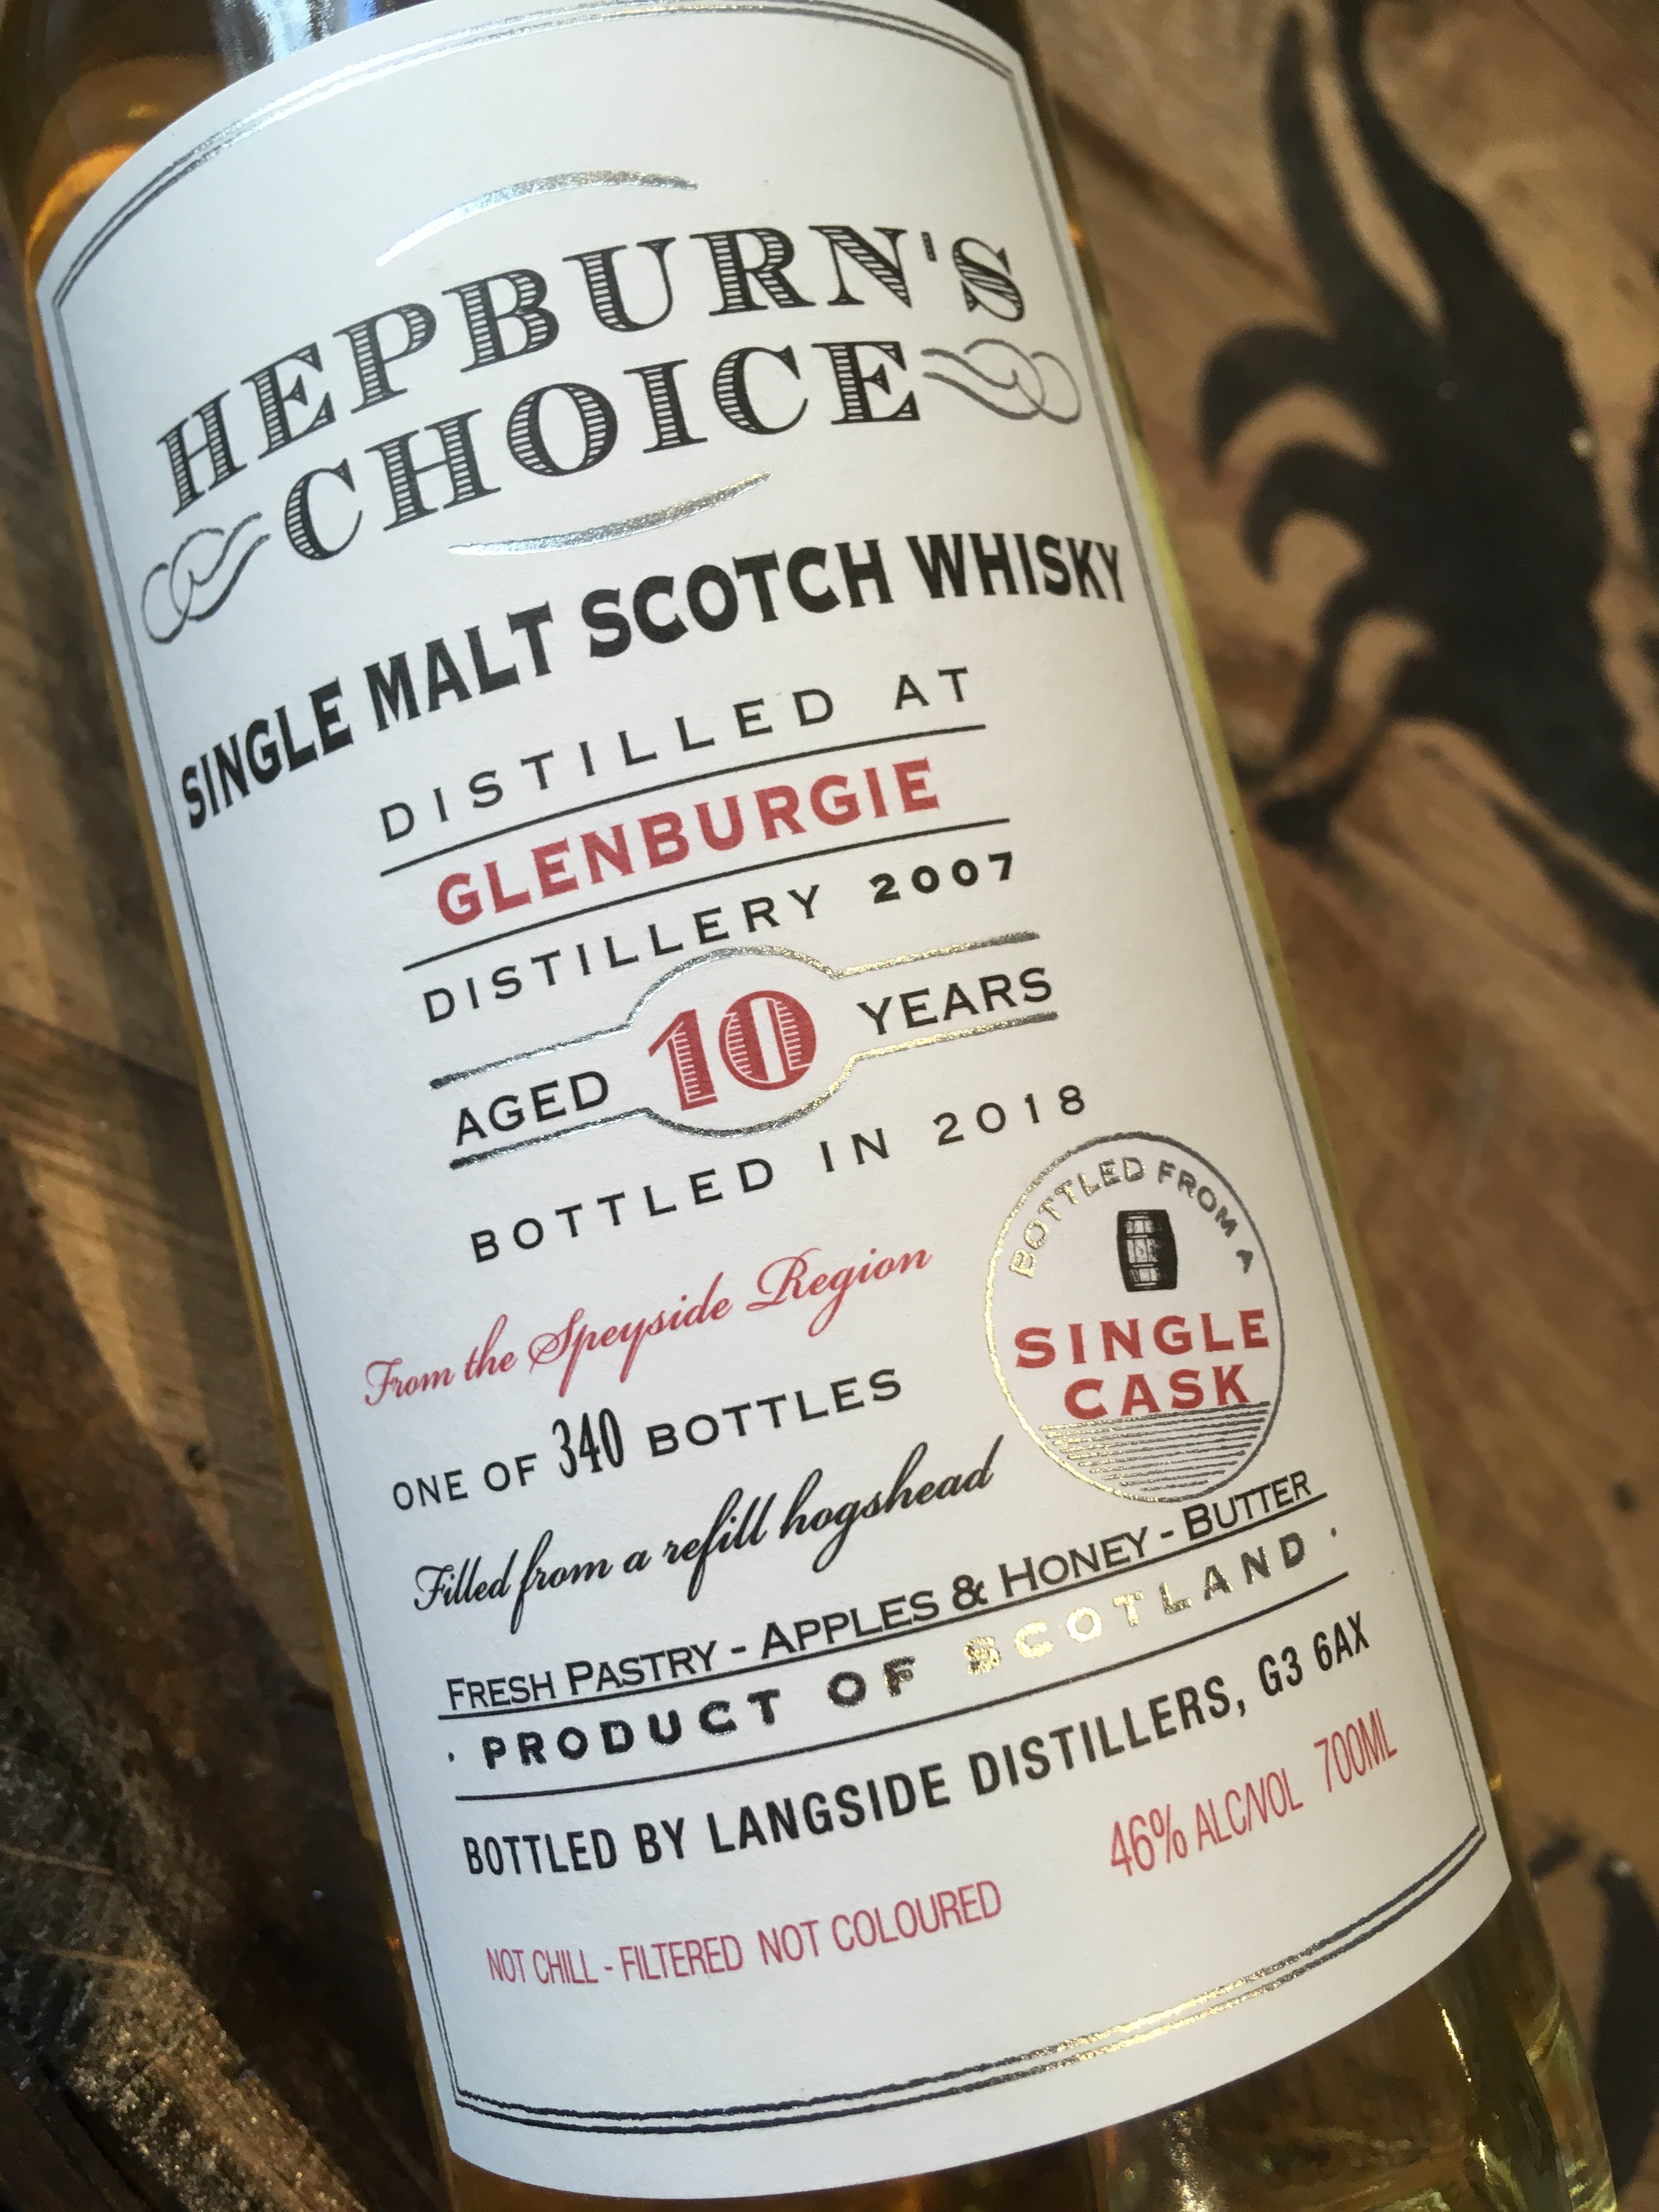 HEPBURN'S
CHOICE
SINGLE MALT SCOTCH WHISKY
DISTILLED AT
GLENBURGIE
DISTILLERY 2007
AGED 10 YEARS
BOTTLED IN 2018
From the Speyside Region
ONE OF 340 BOTTLES
Filled from a refill hogshead
BOTTLED FROM A
SINGLE
CASK
FRESH PASTRY - APPLES & HONEY - BUTTER
· PRODUCT OF SCOTLAND ·
BOTTLED BY LANGSIDE DISTILLERS, G3 6AX
46% ALC/VOL 700ML
NOT CHILL - FILTERED NOT COLOURED